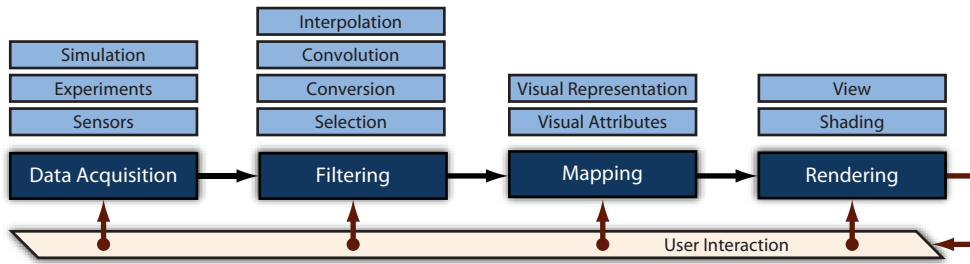 Interpolation
Simulation
Convolution
Experiments
Conversion
Visual Representation
View
Sensors
Selection
Visual Attributes
Shading
Data Acquisition
Filtering
Mapping
Rendering
User Interaction